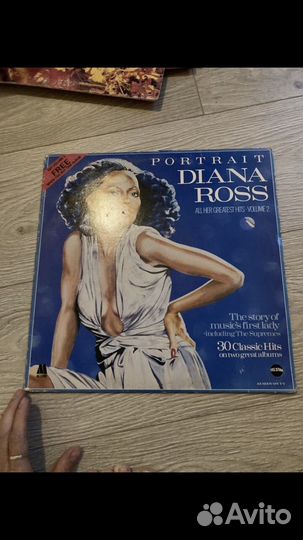 FREE
PORTRAIT
DIANA
ROSS
ALL HER GREATEST HITS · VOLUME 2
The story of
music's first lady
-including The Supremes
30 Classic Hits
on two great albums
Avito